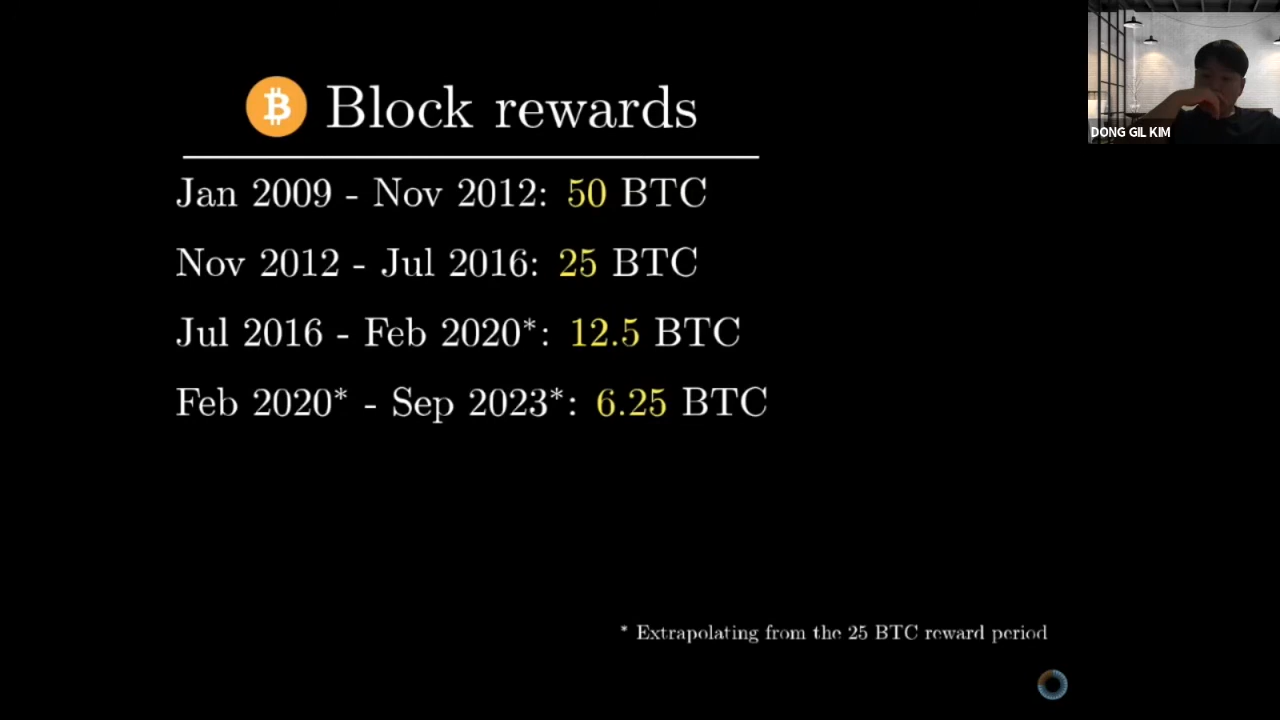 Block rewards
Jan 2009 - Nov 2012: 50 BTC
Nov 2012 - Jul 2016: 25 BTC
Jul 2016 - Feb 2020*: 12.5 BTC
Feb 2020* - Sep 2023*: 6.25 BTC
* Extrapolating from the 25 BTC reward period
DONG GIL KIM